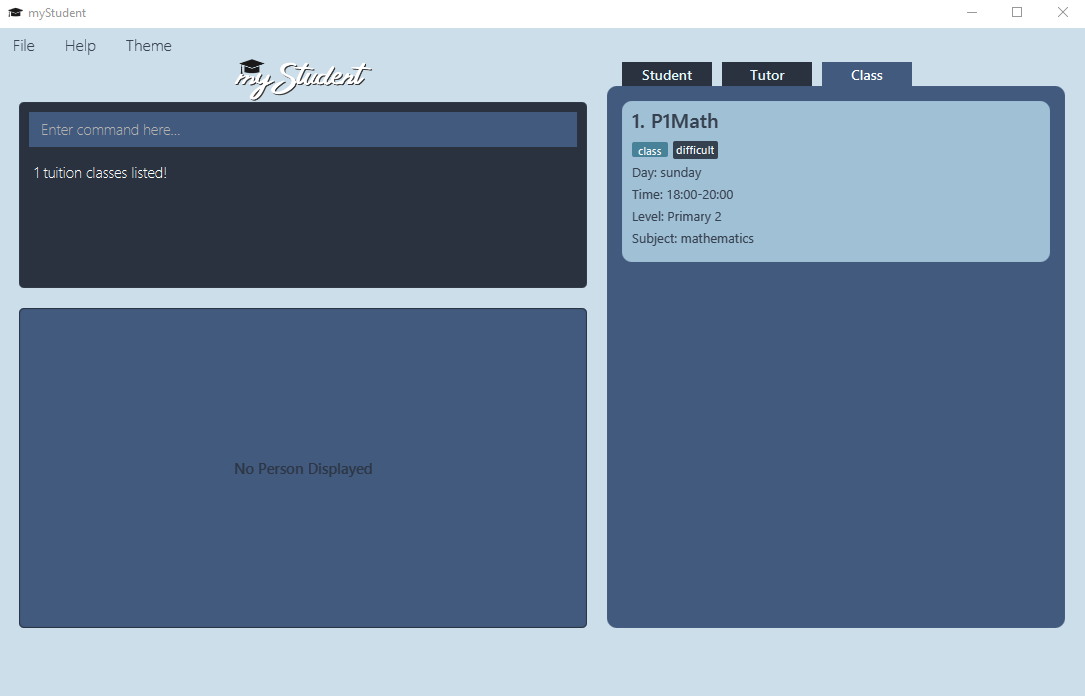 myStudent
File Help Theme
myStudent
Enter command here...
1 tuition classes listed!
No Person Displayed
Student Tutor Class
1. P1Math
class difficult
Day: sunday
Time: 18:00-20:00
Level: Primary 2
Subject: mathematics